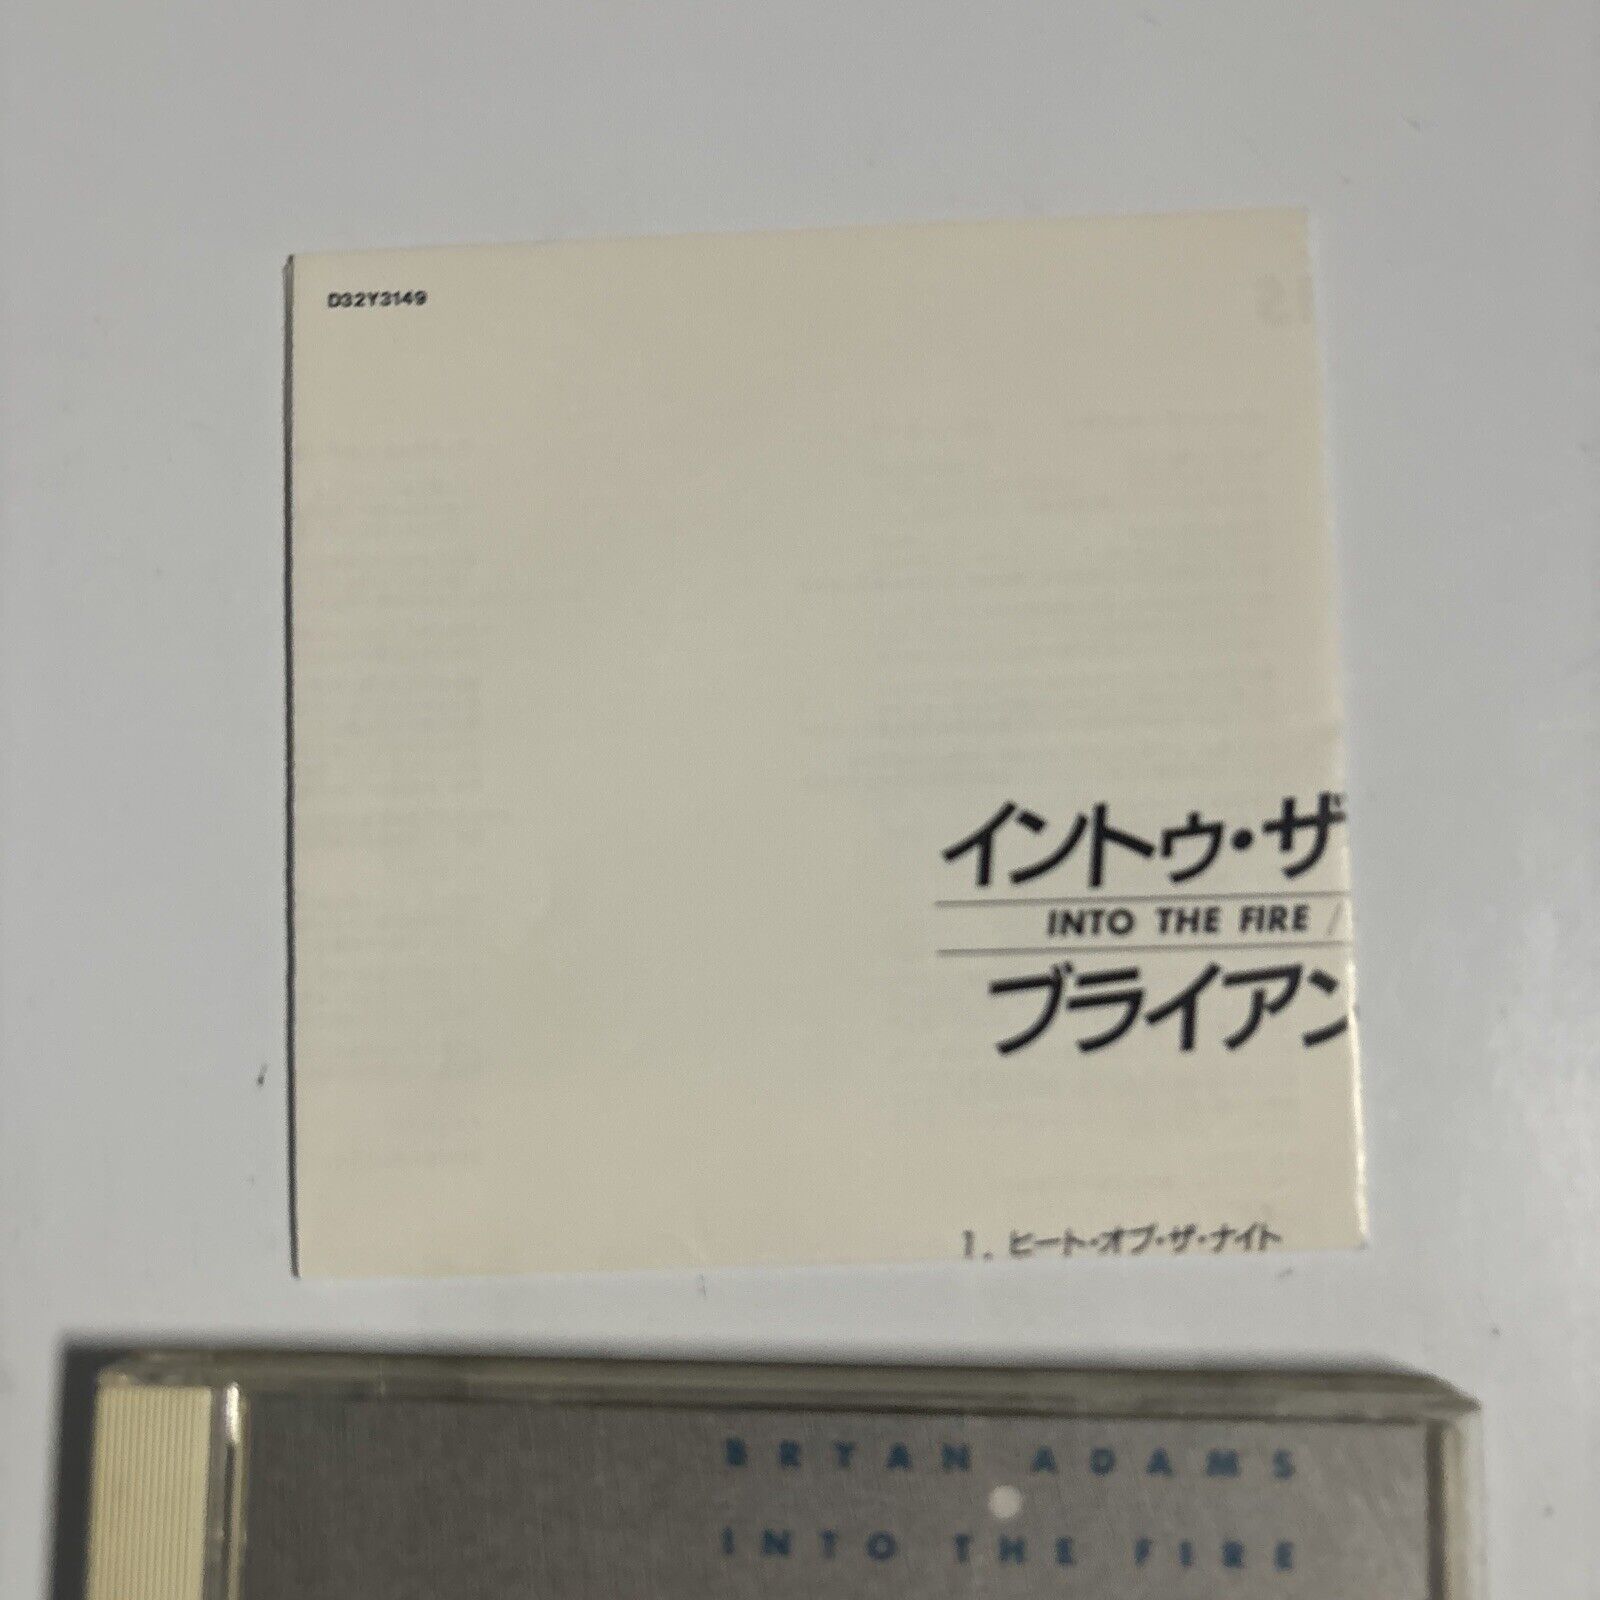 D32Y3149
イントゥ・ザ
INTO THE FIRE /
ブライアン
1. ヒート・オブ・ザ・ナイト
BRYAN ADAMS
INTO THE FIRE